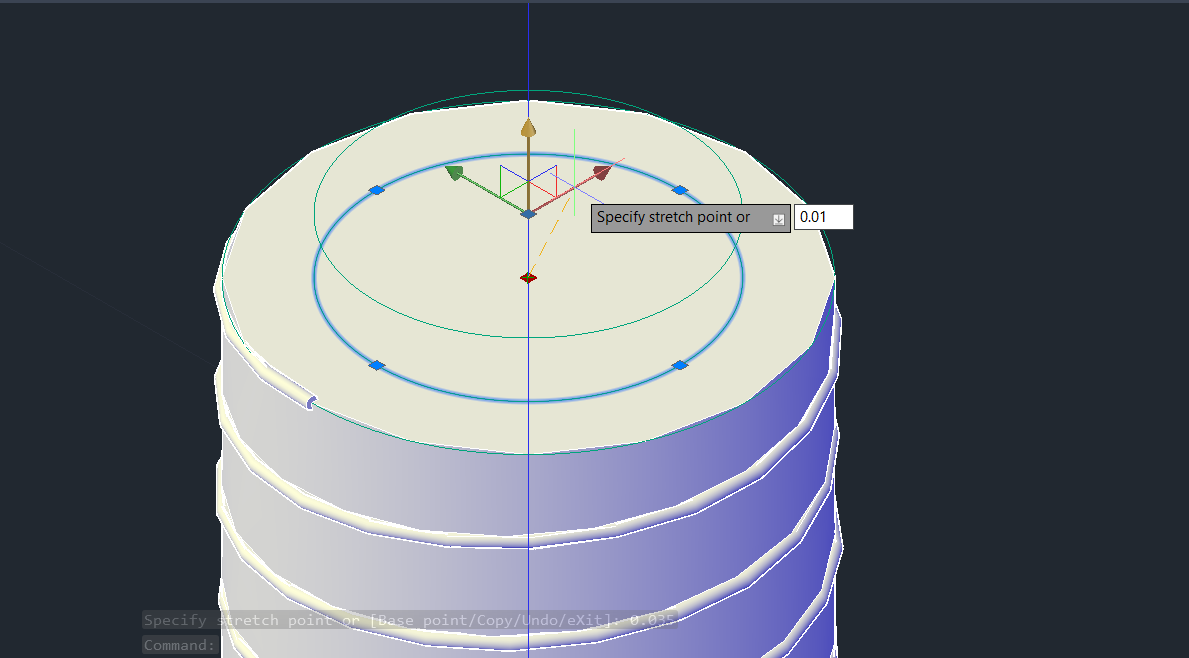 Specify stretch point or
0.01
Specify stretch point or [Base point/Copy/Undo/eXit]: 0.035
Command: